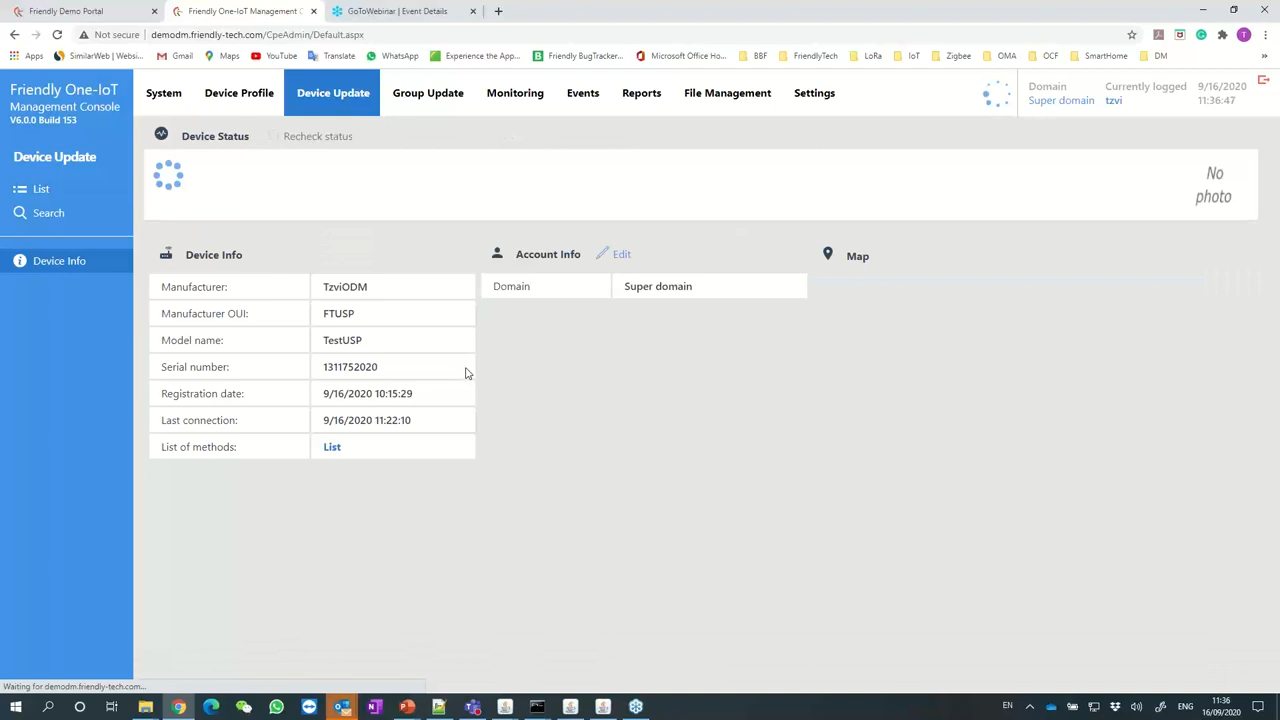 Friendly Demo Portal
Friendly One-IoT Management C
GoToWebinar | Event Details
Not secure
demodm.friendly-tech.com/CpeAdmin/Default.aspx
T
Apps
SimilarWeb | Websi...
Gmail
Maps
YouTube
Translate
WhatsApp
Experience the App...
Friendly BugTracker...
Microsoft Office Ho...
BBF
FriendlyTech
LoRa
IoT
Zigbee
OMA
OCF
SmartHome
DM
Friendly One-IoT
Management Console
V6.0.0 Build 153
System
Device Profile
Device Update
Group Update
Monitoring
Events
Reports
File Management
Settings
Domain
Super domain
Currently logged
tzvi
9/16/2020
11:36:47
Device Update
List
Search
Device Info
Device Status
Recheck status
No
photo
Device Info
Manufacturer: TzviODM
Manufacturer OUI: FTUSP
Model name: TestUSP
Serial number: 1311752020
Registration date: 9/16/2020 10:15:29
Last connection: 9/16/2020 11:22:10
List of methods: List
Account Info
Edit
Domain Super domain
Map
Waiting for demodm.friendly-tech.com...
EN
ENG
11:36
16/09/2020